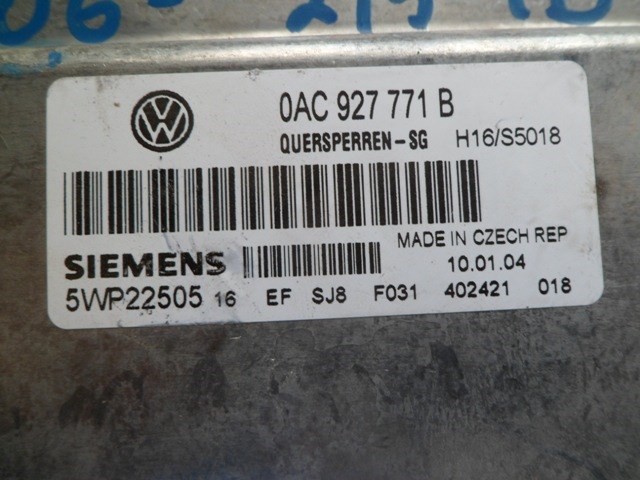 VW
0AC 927 771 B
QUERSPERREN-SG H16/S5018
MADE IN CZECH REP
SIEMENS 10.01.04
5WP22505 16 EF SJ8 F031 402421 018